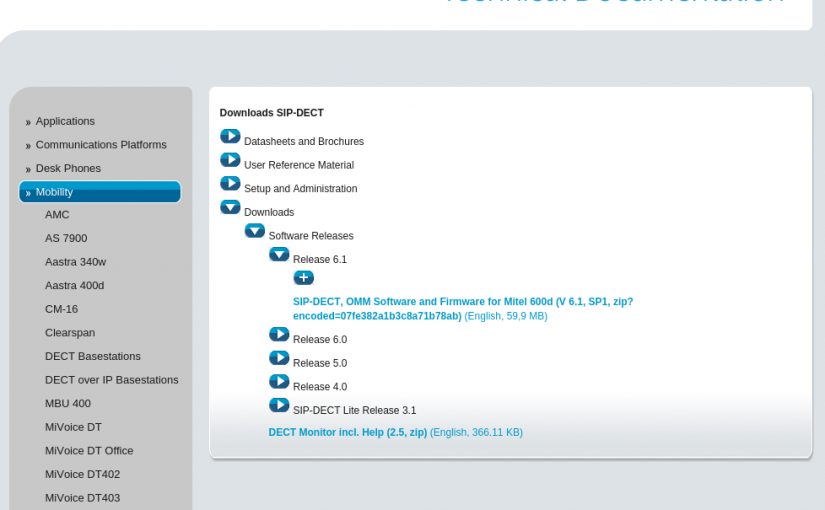 Technical Documentation
» Applications
» Communications Platforms
» Desk Phones
» Mobility
AMC
AS 7900
Aastra 340w
Aastra 400d
CM-16
Clearspan
DECT Basestations
DECT over IP Basestations
MBU 400
MiVoice DT
MiVoice DT Office
MiVoice DT402
MiVoice DT403
Downloads SIP-DECT
Datasheets and Brochures
User Reference Material
Setup and Administration
Downloads
Software Releases
Release 6.1
SIP-DECT, OMM Software and Firmware for Mitel 600d (V 6.1, SP1, zip?
encoded=07fe382a1b3c8a71b78ab) (English, 59,9 MB)
Release 6.0
Release 5.0
Release 4.0
SIP-DECT Lite Release 3.1
DECT Monitor incl. Help (2.5, zip) (English, 366.11 KB)